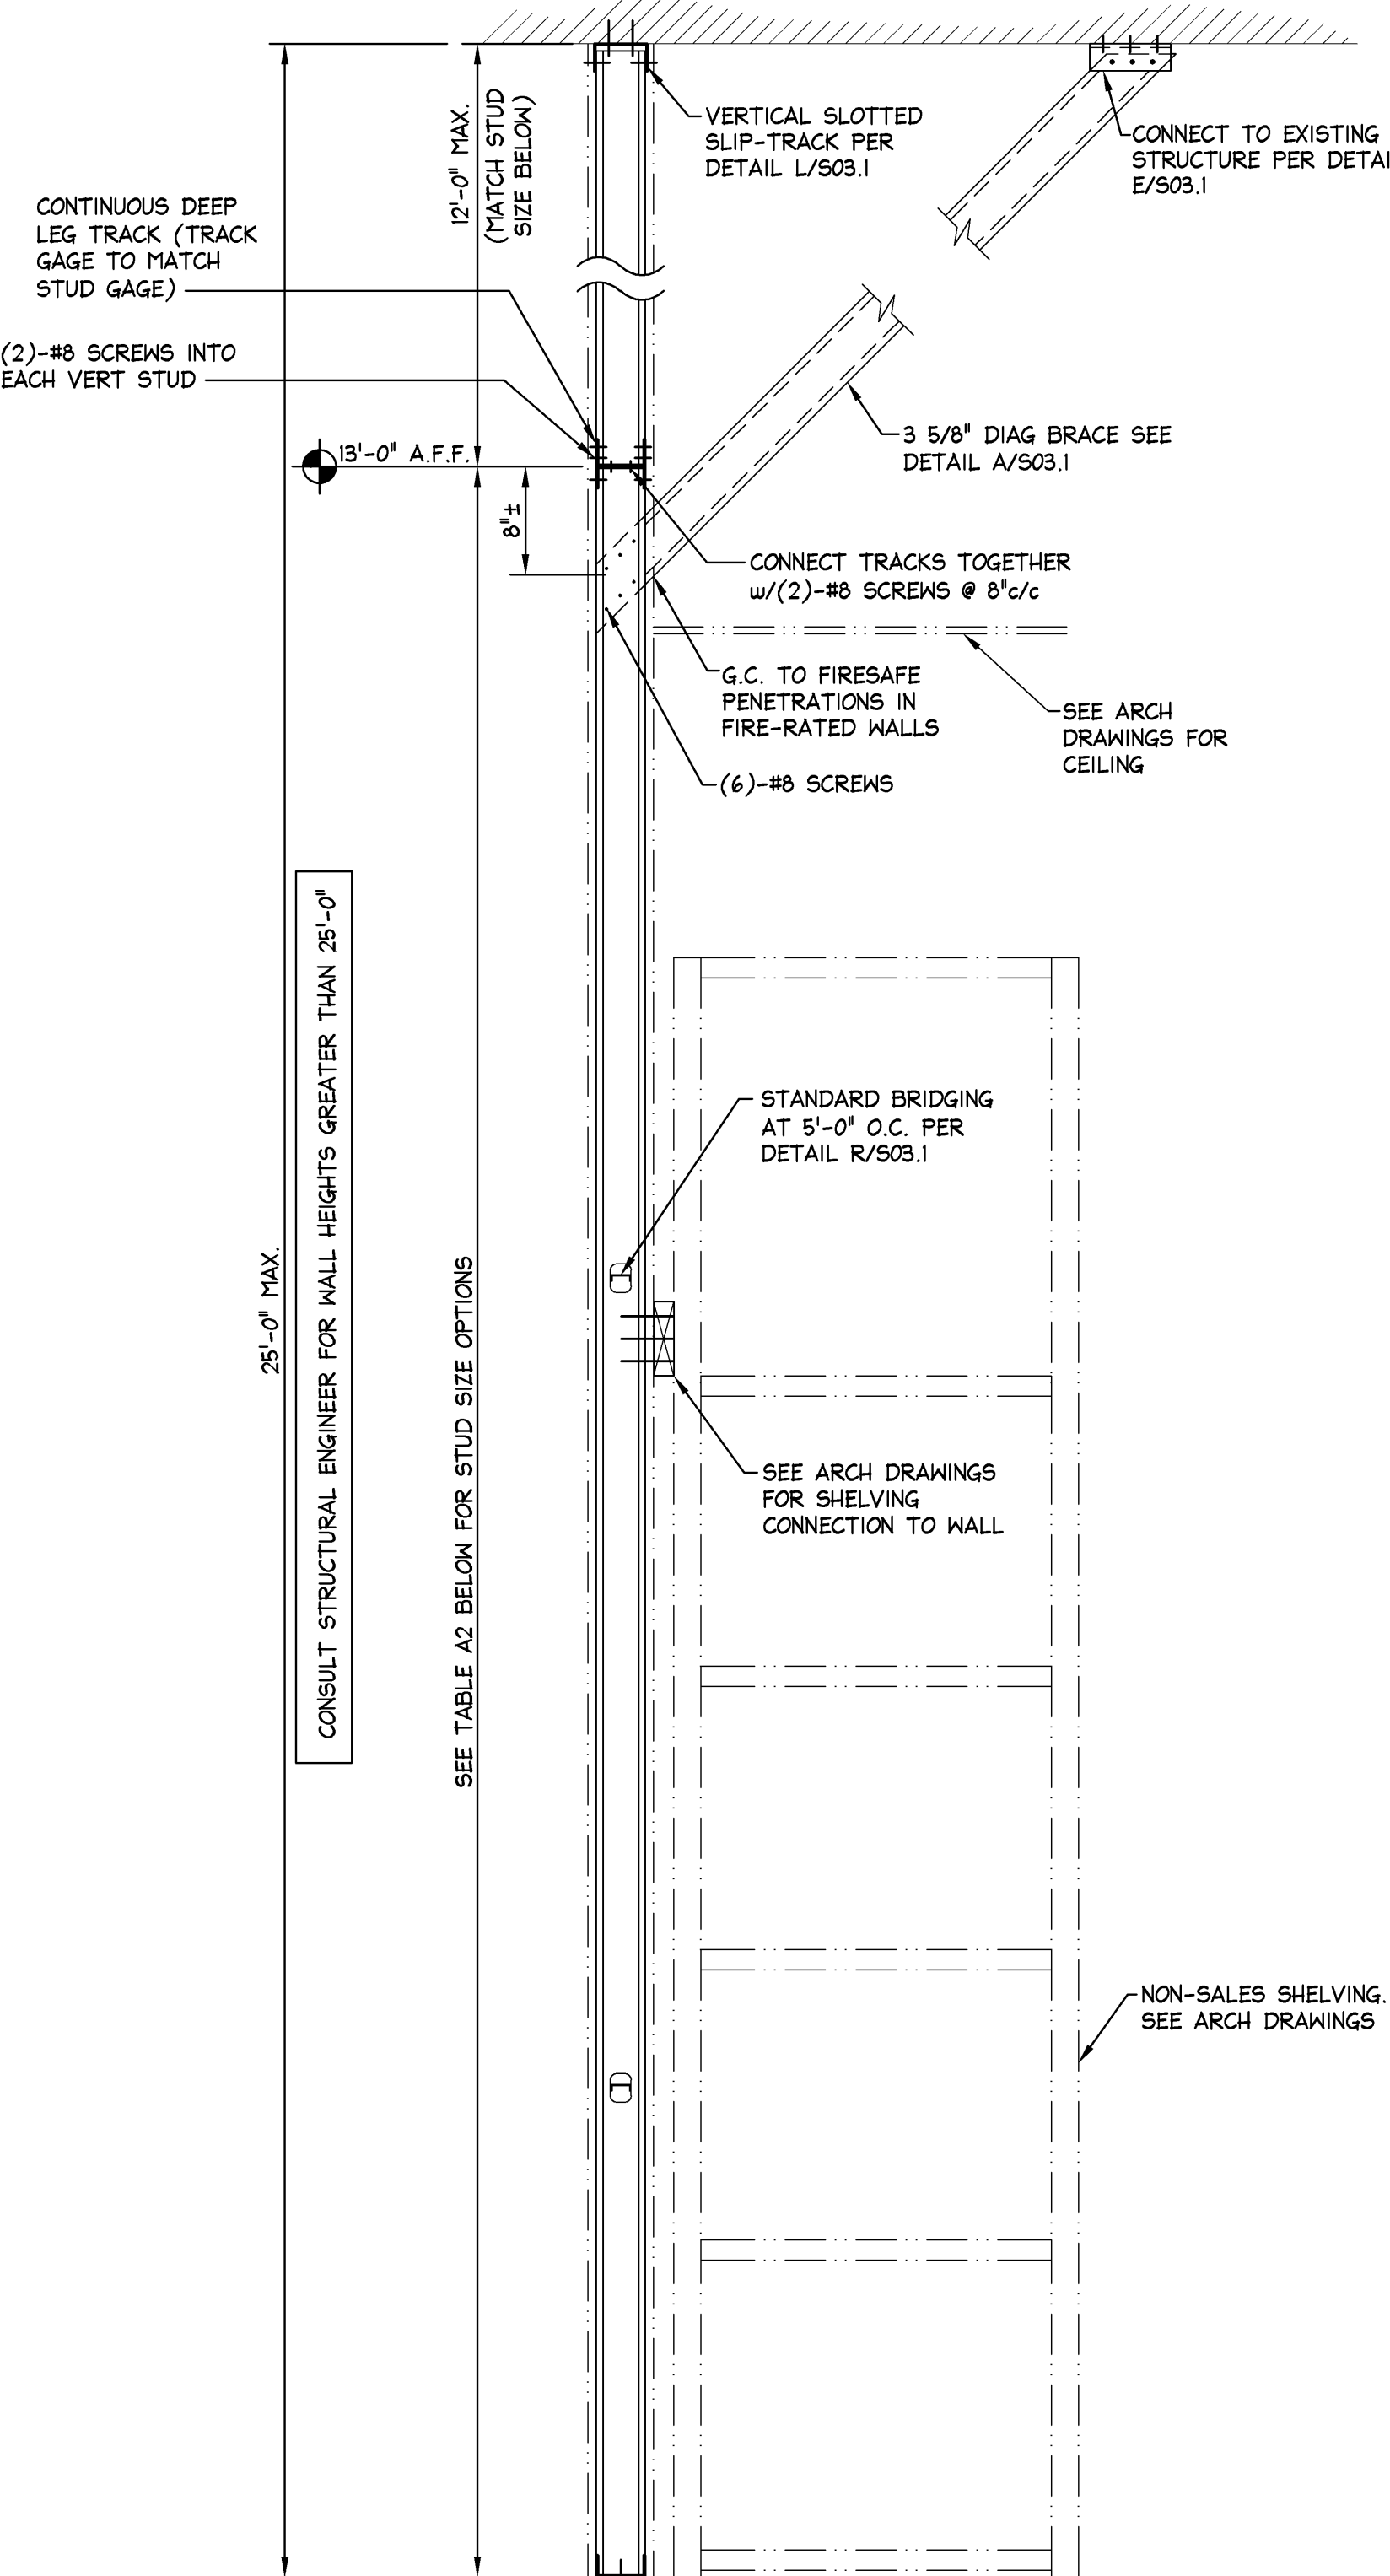 VERTICAL SLOTTED
SLIP-TRACK PER
DETAIL L/S03.1
CONNECT TO EXISTING
STRUCTURE PER DETAI
E/S03.1
12'-0" MAX.
(MATCH STUD
SIZE BELOW)
CONTINUOUS DEEP
LEG TRACK (TRACK
GAGE TO MATCH
STUD GAGE)
(2)-#8 SCREWS INTO
EACH VERT STUD
13'-0" A.F.F.
8"±
3 5/8" DIAG BRACE SEE
DETAIL A/S03.1
CONNECT TRACKS TOGETHER
w/(2)-#8 SCREWS @ 8"c/c
G.C. TO FIRESAFE
PENETRATIONS IN
FIRE-RATED WALLS
(6)-#8 SCREWS
SEE ARCH
DRAWINGS FOR
CEILING
25'-0" MAX.
CONSULT STRUCTURAL ENGINEER FOR WALL HEIGHTS GREATER THAN 25'-0"
SEE TABLE A2 BELOW FOR STUD SIZE OPTIONS
STANDARD BRIDGING
AT 5'-0" O.C. PER
DETAIL R/S03.1
SEE ARCH DRAWINGS
FOR SHELVING
CONNECTION TO WALL
NON-SALES SHELVING.
SEE ARCH DRAWINGS